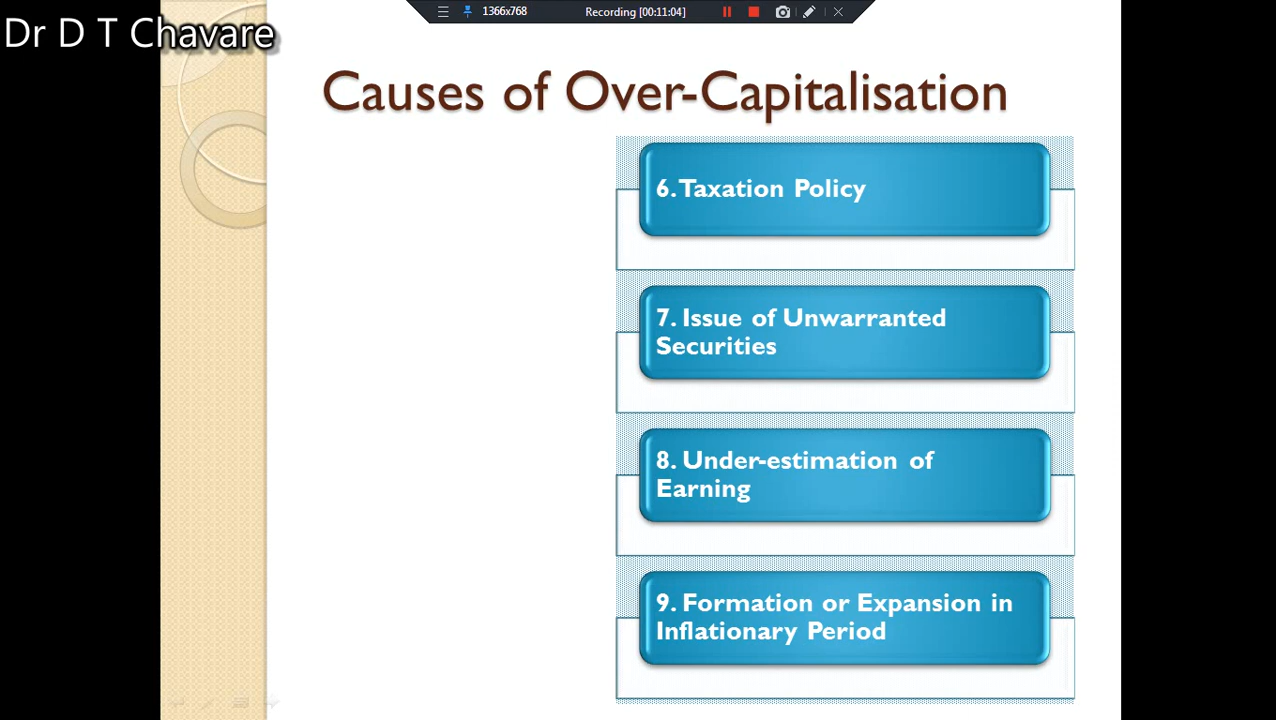 1366x768
Recording [00:11:04]
Dr D T Chavare
Causes of Over-Capitalisation
6. Taxation Policy
7. Issue of Unwarranted
Securities
8. Under-estimation of
Earning
9. Formation or Expansion in
Inflationary Period